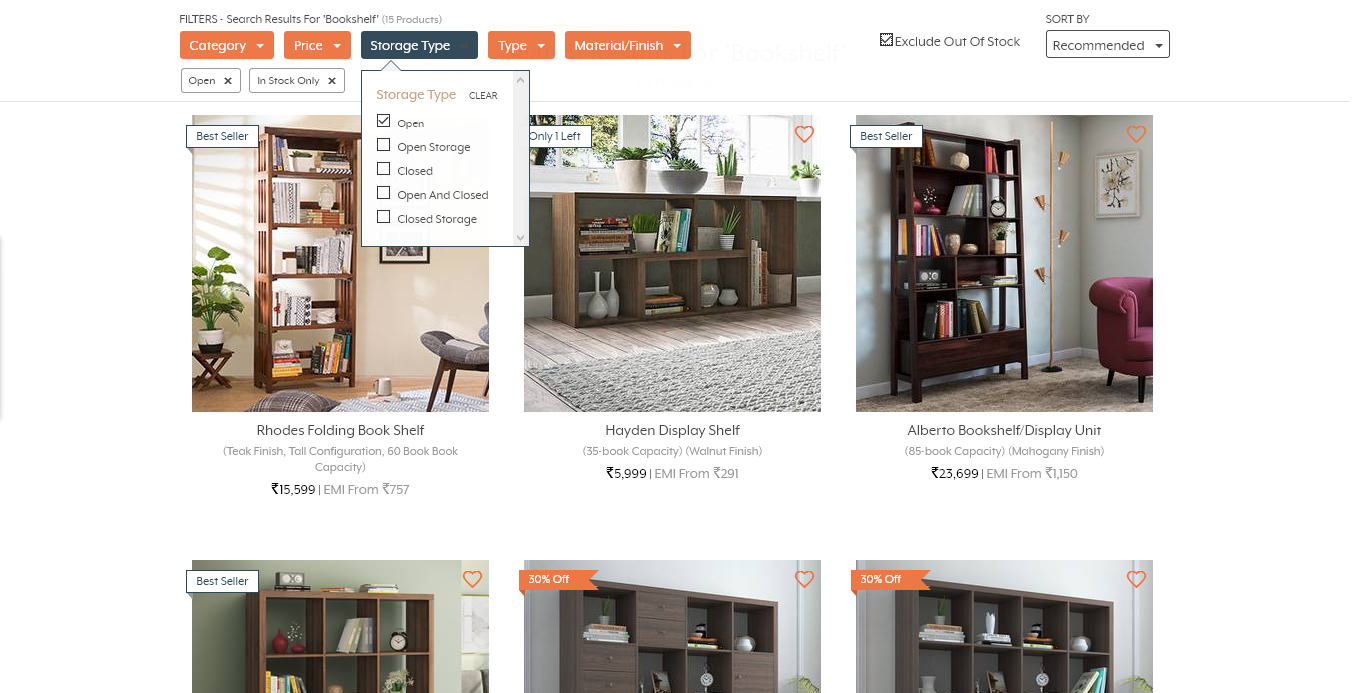 FILTERS - Search Results For 'Bookshelf' (15 Products)
SORT BY
Category
Price
Storage Type
Type
Material/Finish
Exclude Out Of Stock
Recommended
Open ✕
In Stock Only ✕
Storage Type CLEAR
Open
Open Storage
Closed
Open And Closed
Closed Storage
Best Seller
Only 1 Left
Best Seller
Rhodes Folding Book Shelf
(Teak Finish, Tall Configuration, 60 Book Book
Capacity)
₹15,599 | EMI From ₹757
Hayden Display Shelf
(35-book Capacity) (Walnut Finish)
₹5,999 | EMI From ₹291
Alberto Bookshelf/Display Unit
(85-book Capacity) (Mahogany Finish)
₹23,699 | EMI From ₹1,150
Best Seller
30% Off
30% Off